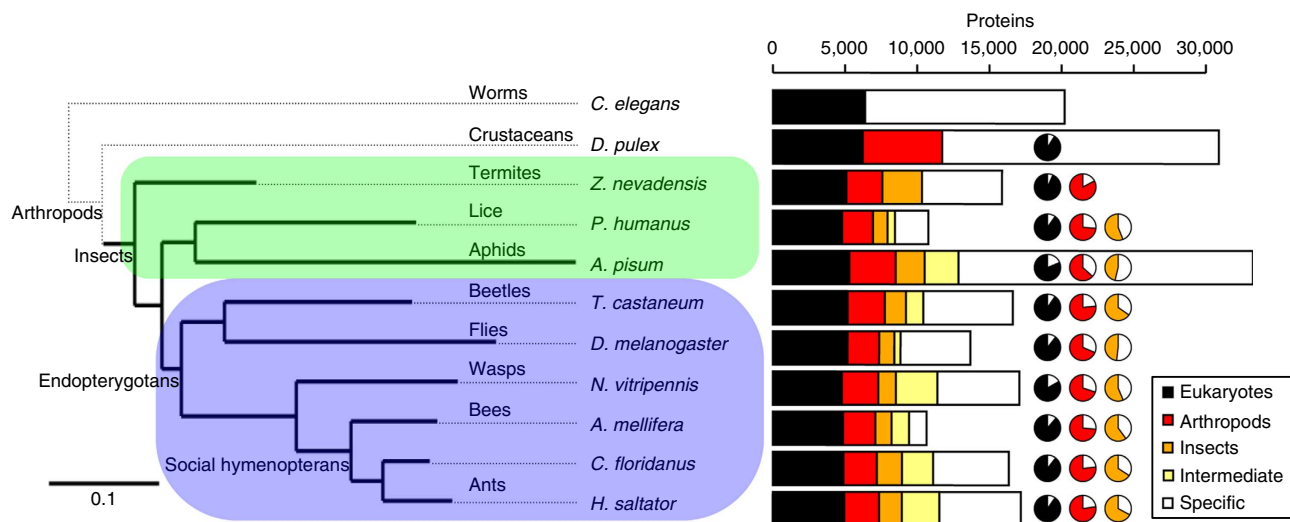 Proteins
0 5,000 10,000 15,000 20,000 25,000 30,000
Worms
C. elegans
Crustaceans
D. pulex
Termites
Z. nevadensis
Arthropods
Lice
P. humanus
Insects
Aphids
A. pisum
Beetles
T. castaneum
Flies
D. melanogaster
Endopterygotans
Wasps
N. vitripennis
Bees
A. mellifera
Social hymenopterans
C. floridanus
Ants
H. saltator
0.1
Eukaryotes
Arthropods
Insects
Intermediate
Specific